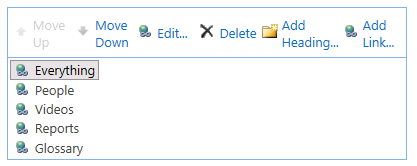 Move Up
Move Down
Edit...
Delete
Add Heading...
Add Link...
Everything
People
Videos
Reports
Glossary